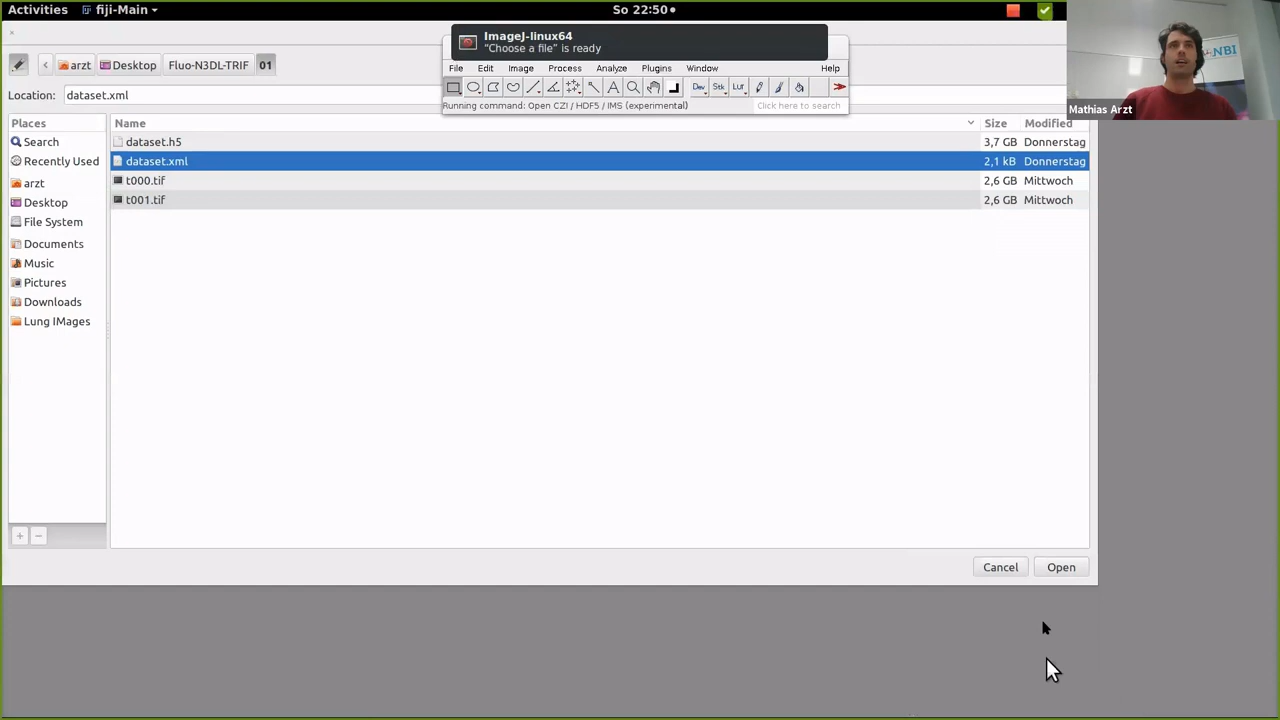 Activities fiji-Main So 22:50
ImageJ-linux64
"Choose a file" is ready
arzt Desktop Fluo-N3DL-TRIF 01
File Edit Image Process Analyze Plugins Window Help
Dev Stk Lut
Location: dataset.xml
Running command: Open CZI / HDF5 / IMS (experimental) Click here to search
NBI
Mathias Arzt
Places Name Size Modified
Search dataset.h5 3,7 GB Donnerstag
Recently Used dataset.xml 2,1 kB Donnerstag
arzt t000.tif 2,6 GB Mittwoch
Desktop t001.tif 2,6 GB Mittwoch
File System
Documents
Music
Pictures
Downloads
Lung IMages
Cancel Open